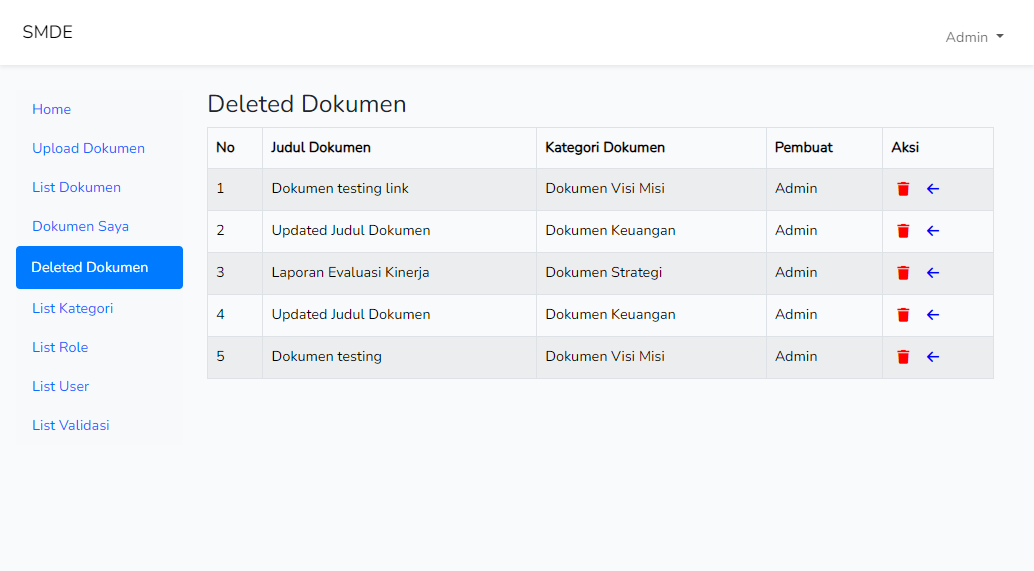 SMDE
Admin
Home
Upload Dokumen
List Dokumen
Dokumen Saya
Deleted Dokumen
List Kategori
List Role
List User
List Validasi
Deleted Dokumen
No Judul Dokumen Kategori Dokumen Pembuat Aksi
1 Dokumen testing link Dokumen Visi Misi Admin
2 Updated Judul Dokumen Dokumen Keuangan Admin
3 Laporan Evaluasi Kinerja Dokumen Strategi Admin
4 Updated Judul Dokumen Dokumen Keuangan Admin
5 Dokumen testing Dokumen Visi Misi Admin